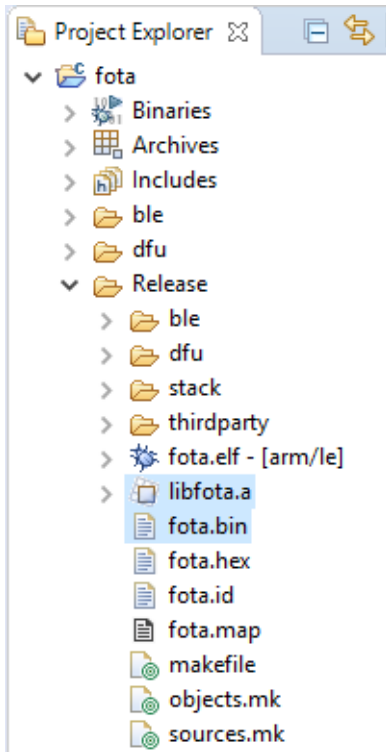 Project Explorer
fota
Binaries
Archives
Includes
ble
dfu
Release
ble
dfu
stack
thirdparty
fota.elf - [arm/le]
libfota.a
fota.bin
fota.hex
fota.id
fota.map
makefile
objects.mk
sources.mk